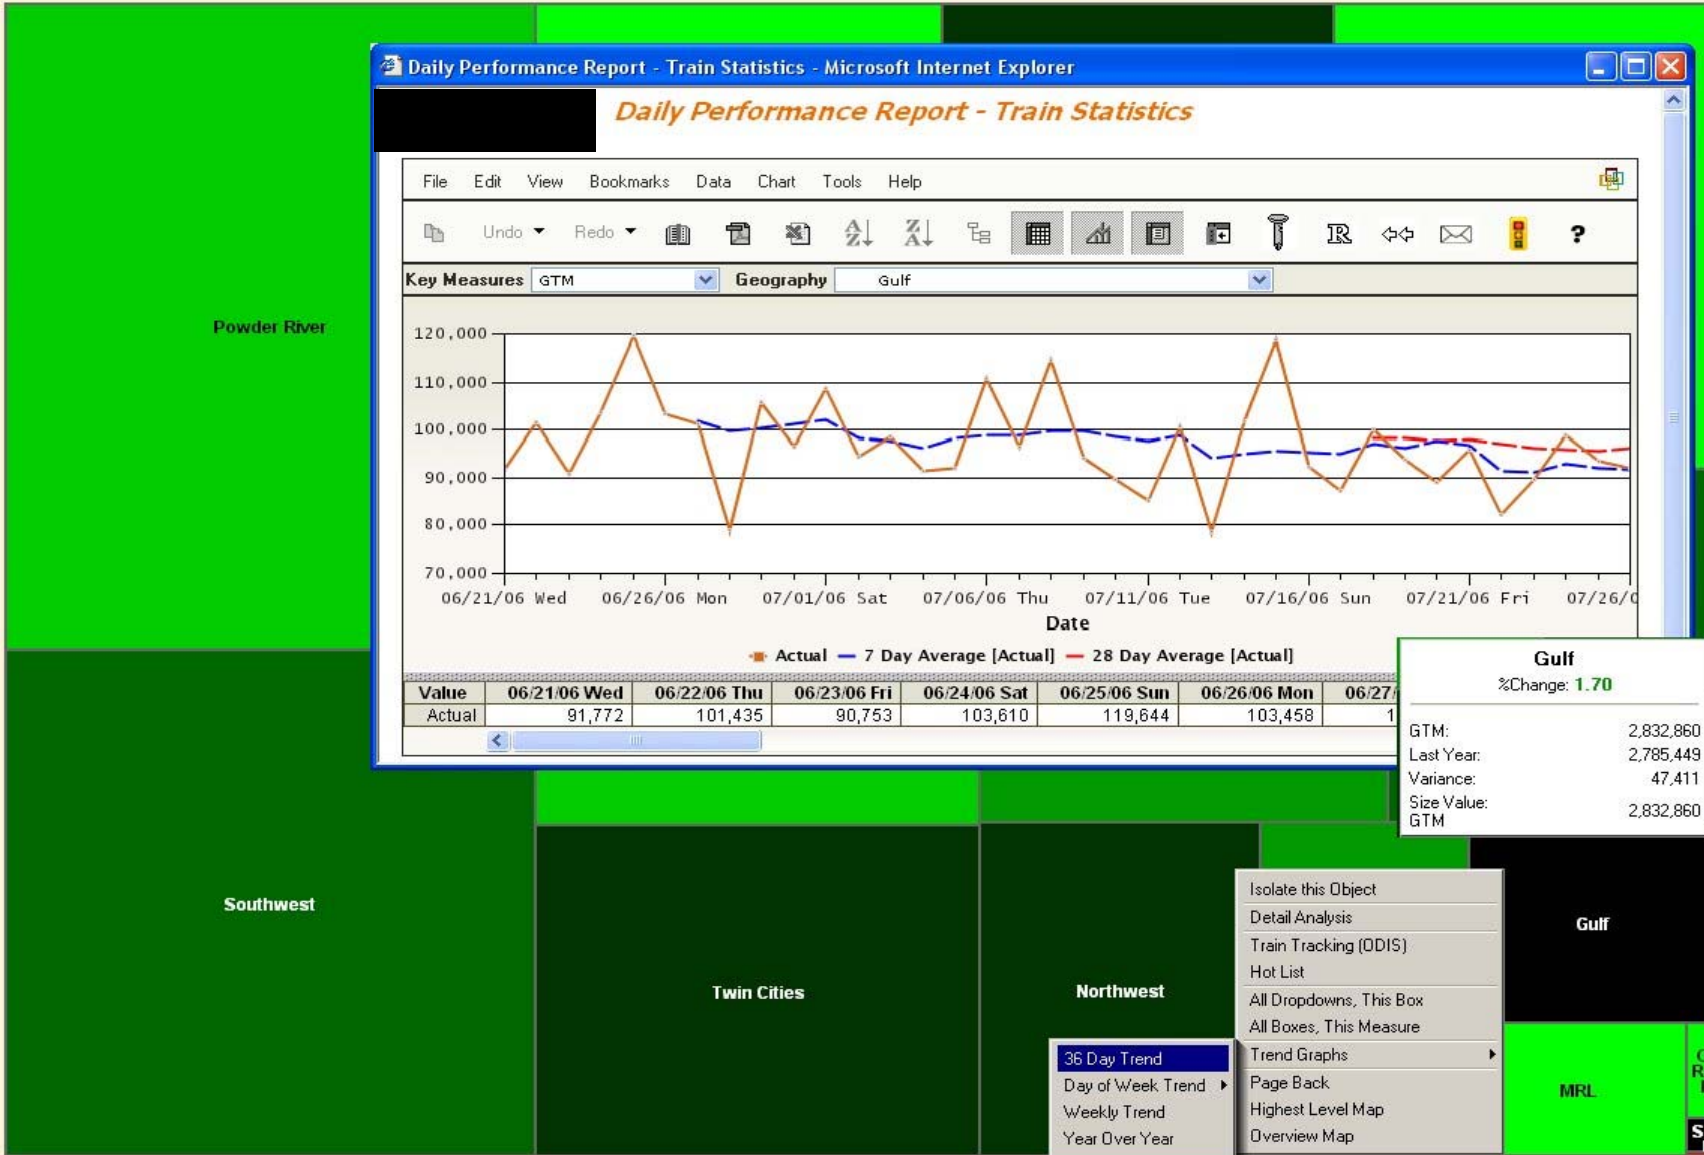 Daily Performance Report - Train Statistics - Microsoft Internet Explorer
Daily Performance Report - Train Statistics
File Edit View Bookmarks Data Chart Tools Help
Undo Redo
Key Measures GTM Geography Gulf
120,000
110,000
100,000
90,000
80,000
70,000
06/21/06 Wed 06/26/06 Mon 07/01/06 Sat 07/06/06 Thu 07/11/06 Tue 07/16/06 Sun 07/21/06 Fri 07/26/0
Date
Actual 7 Day Average [Actual] 28 Day Average [Actual]
Value 06/21/06 Wed 06/22/06 Thu 06/23/06 Fri 06/24/06 Sat 06/25/06 Sun 06/26/06 Mon 06/27/
Actual 91,772 101,435 90,753 103,610 119,644 103,458 1
Gulf
%Change: 1.70
GTM: 2,832,860
Last Year: 2,785,449
Variance: 47,411
Size Value: 2,832,860
GTM
Powder River
Southwest
Twin Cities
Northwest
Gulf
MRL
Isolate this Object
Detail Analysis
Train Tracking (ODIS)
Hot List
All Dropdowns, This Box
All Boxes, This Measure
Trend Graphs
Page Back
Highest Level Map
Overview Map
36 Day Trend
Day of Week Trend
Weekly Trend
Year Over Year